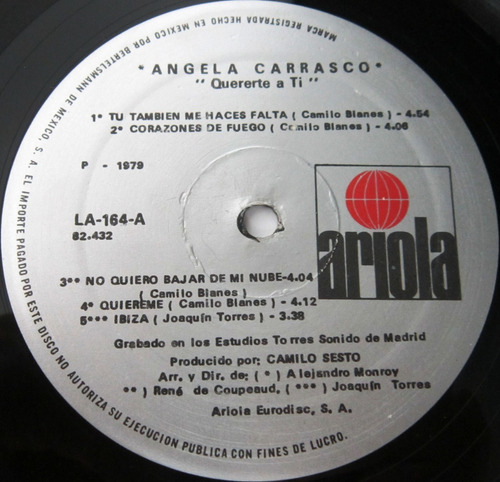 MARCA REGISTRADA HECHO EN MEXICO POR BERTELSMANN DE MEXICO, S. A. EL IMPORTE PAGADO POR ESTE DISCO NO AUTORIZA SU EJECUCION PUBLICA CON FINES DE LUCRO.
* ANGELA CARRASCO *
" Quererte a Ti "
1* TU TAMBIEN ME HACES FALTA ( Camilo Blanes ) - 4.54
2* CORAZONES DE FUEGO ( Camilo Blanes ) - 4.06
P - 1979
LA-164-A
62.432
ariola
3** NO QUIERO BAJAR DE MI NUBE-4.04
( Camilo Blanes )
4* QUIEREME ( Camilo Blanes ) - 4.12
5*** IBIZA ( Joaquín Torres ) - 3.38
Grabado en los Estudios Torres Sonido de Madrid
Producido por: CAMILO SESTO
Arr. y Dir. de: ( * ) Alejandro Monroy
( ** ) René de Coupeaud, ( *** ) Joaquín Torres
Ariola Eurodisc, S. A.